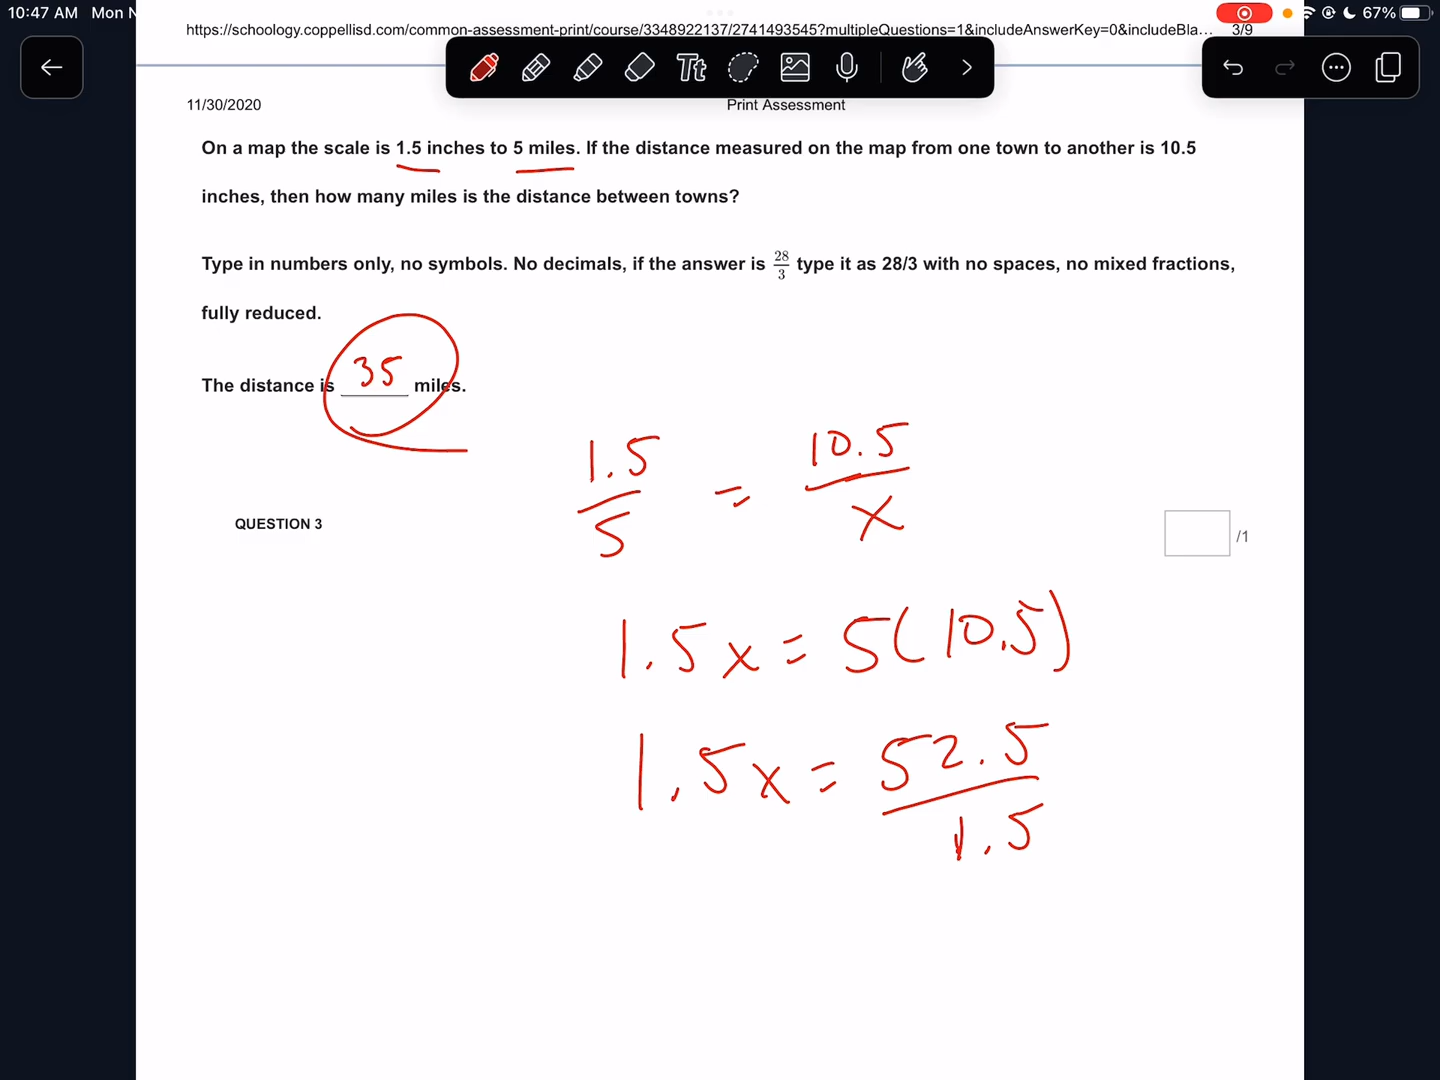 10:47 AM Mon N
67%
https://schoology.coppellisd.com/common-assessment-print/course/3348922137/2741493545?multipleQuestions=1&includeAnswerKey=0&includeBla... 3/9
Tt
11/30/2020 Print Assessment
On a map the scale is 1.5 inches to 5 miles. If the distance measured on the map from one town to another is 10.5
inches, then how many miles is the distance between towns?
Type in numbers only, no symbols. No decimals, if the answer is 28/3 type it as 28/3 with no spaces, no mixed fractions,
fully reduced.
The distance is 35 miles.
1.5/5 = 10.5/x
QUESTION 3 /1
1.5x = 5(10.5)
1.5x = 52.5/1.5